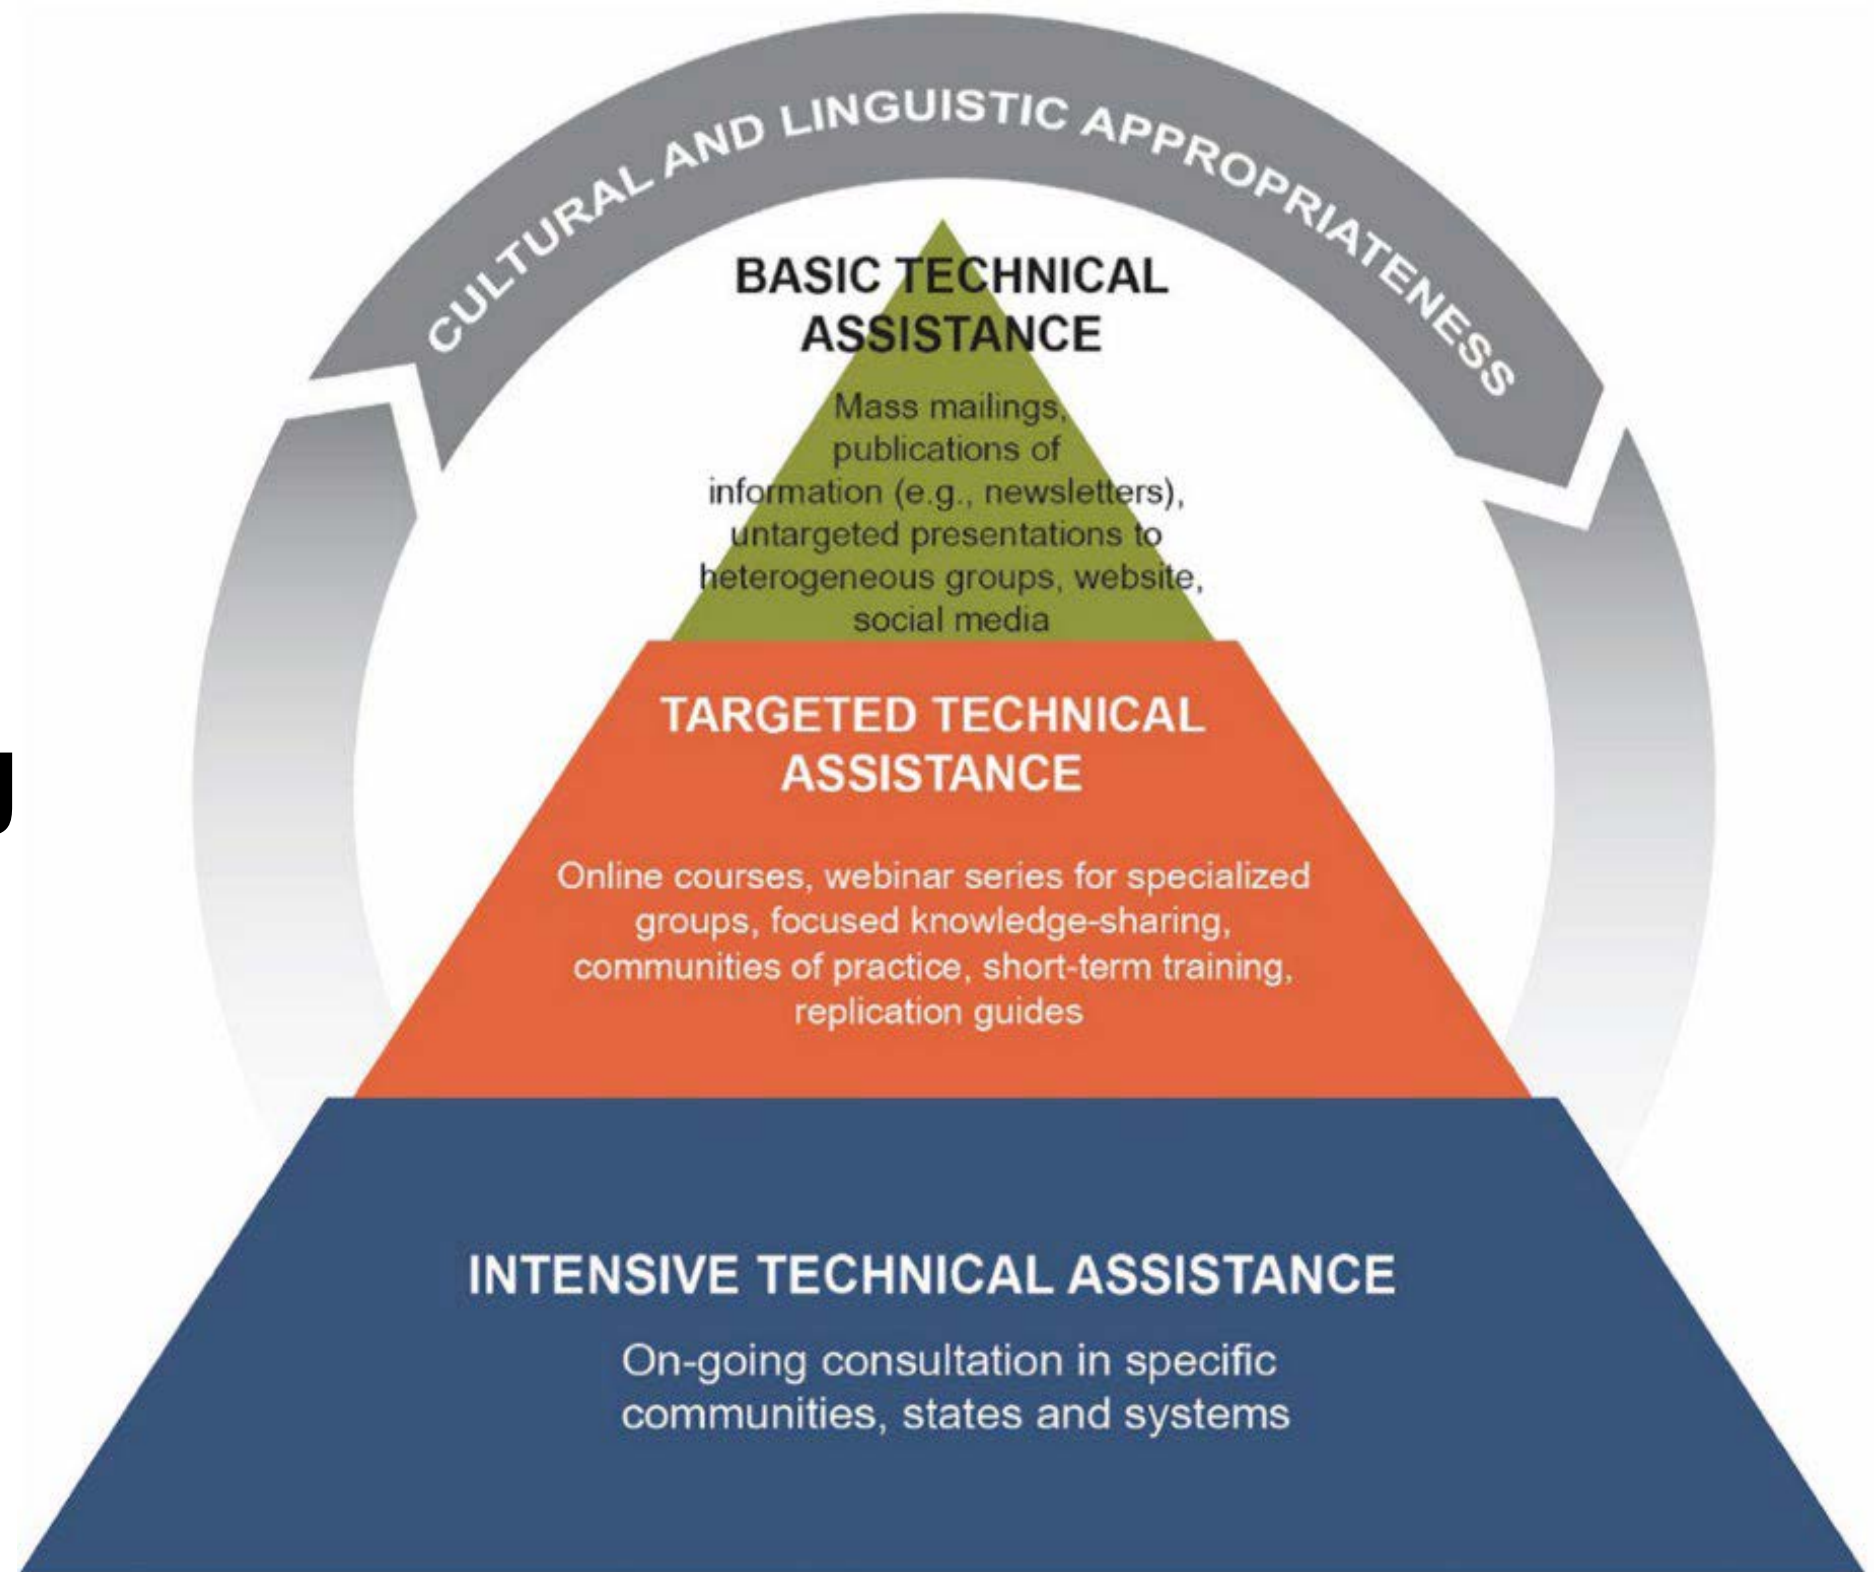 CULTURAL AND LINGUISTIC APPROPRIATENESS
BASIC TECHNICAL
ASSISTANCE
Mass mailings,
publications of
information (e.g., newsletters),
untargeted presentations to
heterogeneous groups, website,
social media
TARGETED TECHNICAL
ASSISTANCE
Online courses, webinar series for specialized
groups, focused knowledge-sharing,
communities of practice, short-term training,
replication guides
INTENSIVE TECHNICAL ASSISTANCE
On-going consultation in specific
communities, states and systems